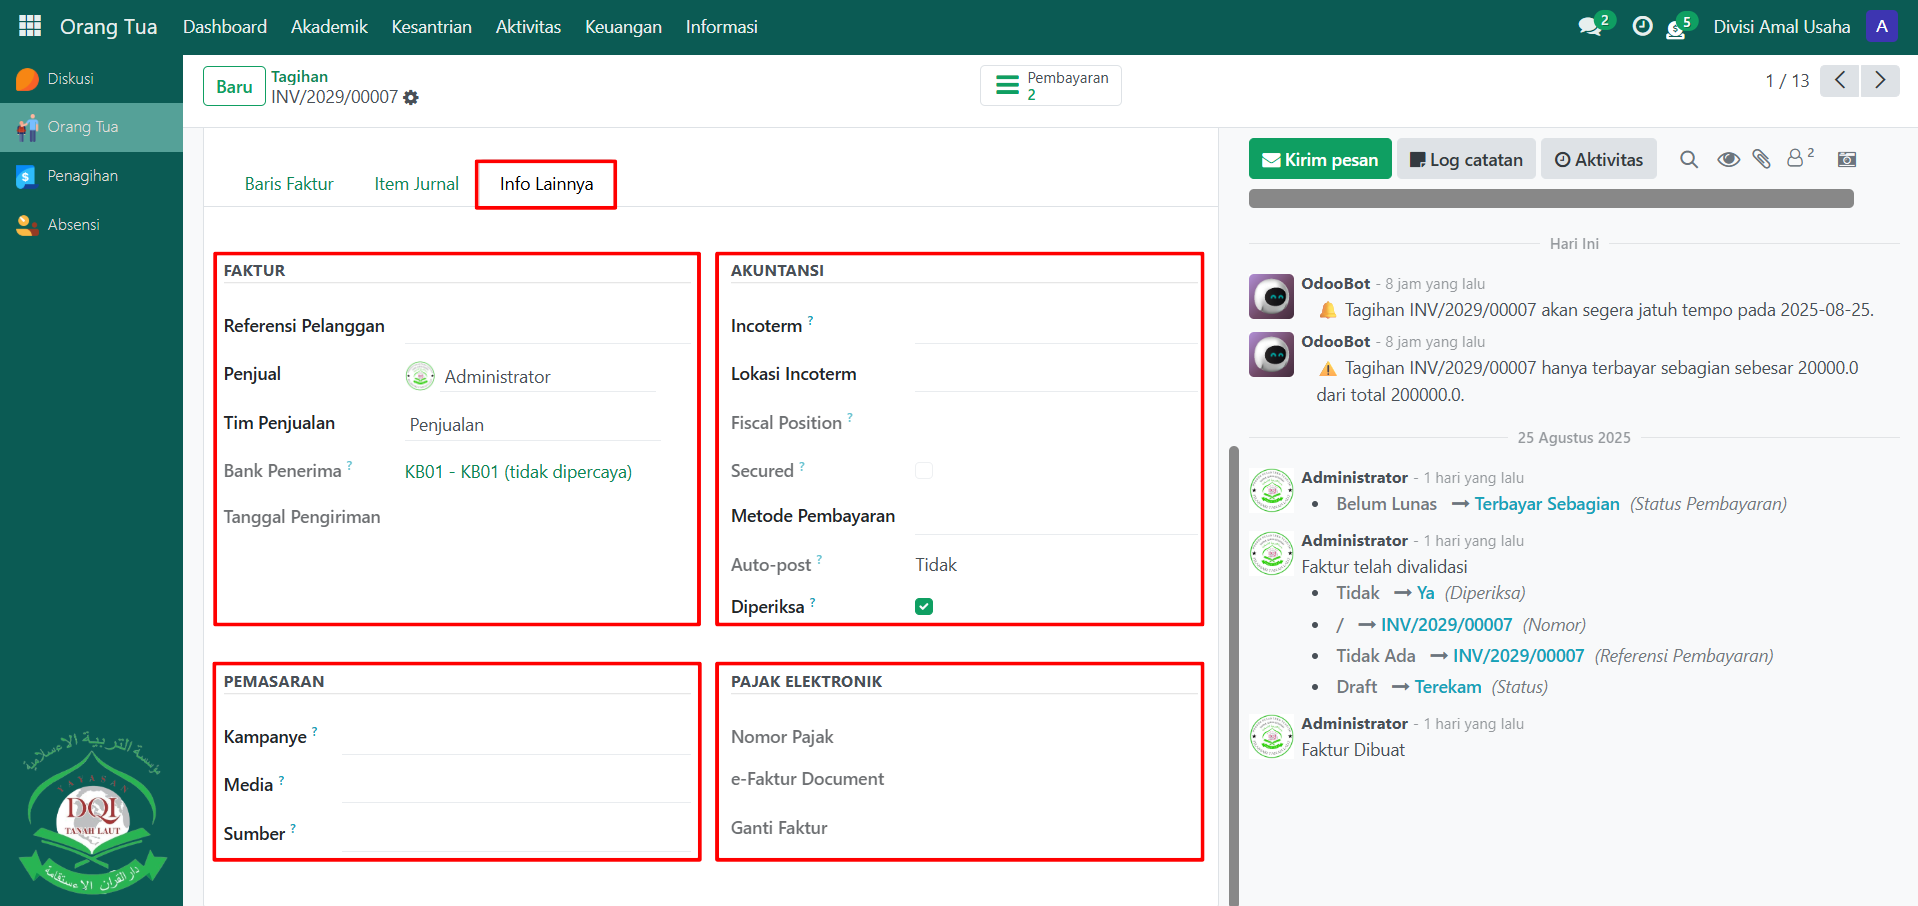 Orang Tua Dashboard Akademik Kesantrian Aktivitas Keuangan Informasi 2 5 Divisi Amal Usaha A
Diskusi
Orang Tua
Penagihan
Absensi
Baru
Tagihan
INV/2029/00007
Pembayaran
2
1 / 13
Baris Faktur Item Jurnal Info Lainnya
FAKTUR
Referensi Pelanggan
Penjual Administrator
Tim Penjualan Penjualan
Bank Penerima ? KB01 - KB01 (tidak dipercaya)
Tanggal Pengiriman
AKUNTANSI
Incoterm ?
Lokasi Incoterm
Fiscal Position ?
Secured ?
Metode Pembayaran
Auto-post ? Tidak
Diperiksa ?
PEMASARAN
Kampanye ?
Media ?
Sumber ?
PAJAK ELEKTRONIK
Nomor Pajak
e-Faktur Document
Ganti Faktur
Kirim pesan Log catatan Aktivitas 2
Hari Ini
OdooBot - 8 jam yang lalu
Tagihan INV/2029/00007 akan segera jatuh tempo pada 2025-08-25.
OdooBot - 8 jam yang lalu
Tagihan INV/2029/00007 hanya terbayar sebagian sebesar 20000.0
dari total 200000.0.
25 Agustus 2025
Administrator - 1 hari yang lalu
• Belum Lunas → Terbayar Sebagian (Status Pembayaran)
Administrator - 1 hari yang lalu
Faktur telah divalidasi
• Tidak → Ya (Diperiksa)
• / → INV/2029/00007 (Nomor)
• Tidak Ada → INV/2029/00007 (Referensi Pembayaran)
• Draft → Terekam (Status)
Administrator - 1 hari yang lalu
Faktur Dibuat
مؤسسة التربية الإسلامية
YAYASAN
DQI
TANAH LAUT
دار القرآن الاستقامة